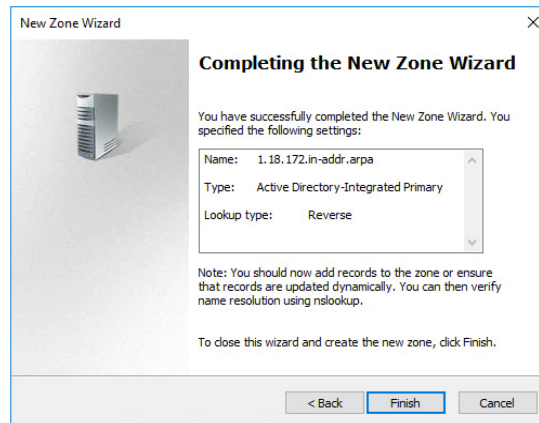 New Zone Wizard
Completing the New Zone Wizard
You have successfully completed the New Zone Wizard. You
specified the following settings:
Name: 1.18.172.in-addr.arpa
Type: Active Directory-Integrated Primary
Lookup type: Reverse
Note: You should now add records to the zone or ensure
that records are updated dynamically. You can then verify
name resolution using nslookup.
To close this wizard and create the new zone, click Finish.
< Back Finish Cancel